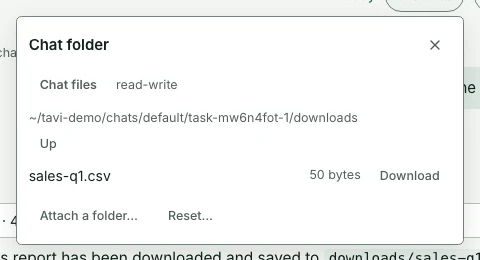 Chat folder
Chat files read-write
~/tavi-demo/chats/default/task-mw6n4fot-1/downloads
Up
sales-q1.csv 50 bytes Download
Attach a folder... Reset...
s report has been downloaded and saved to downloads/sales-q1